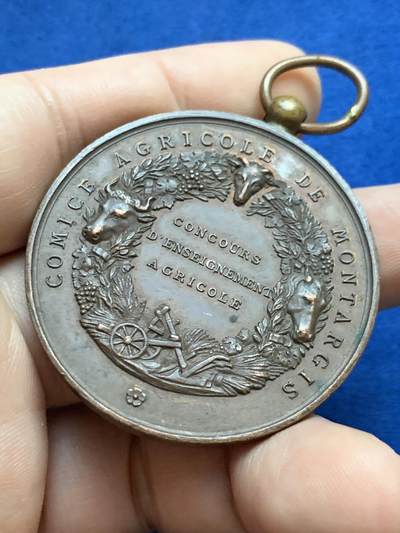 COMICE AGRICOLE DE MONTARGIS
CONCOURS
D'ENSEIGNEMENT
AGRICOLE